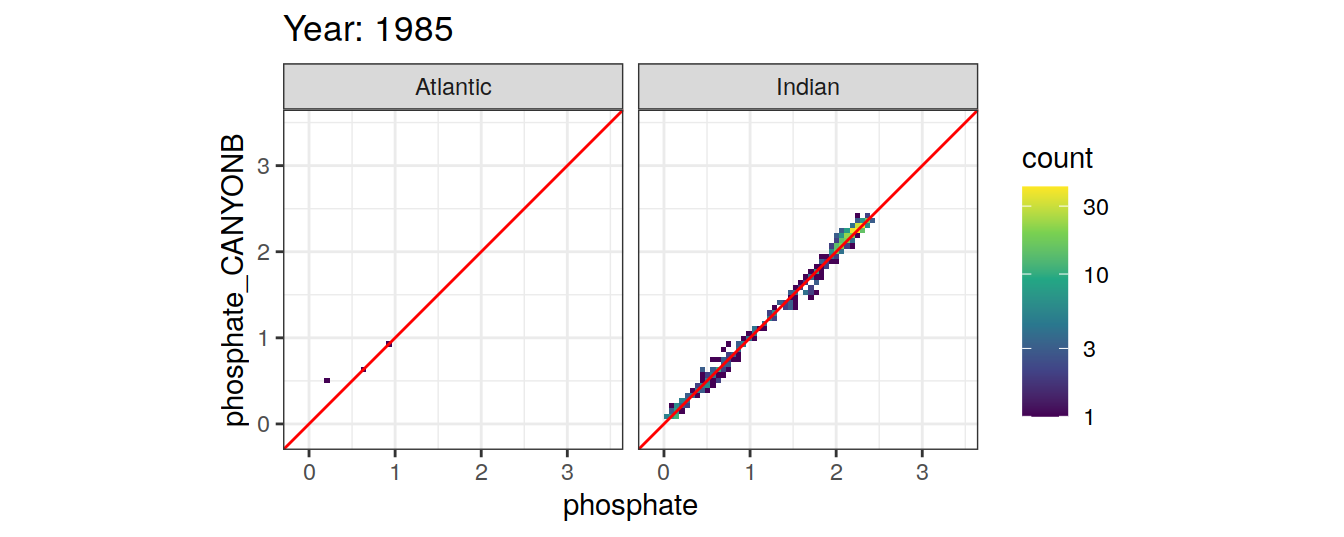 Year: 1985
Atlantic
Indian
phosphate_CANYONB
3
2
1
0
0 1 2 3
0 1 2 3
phosphate
count
30
10
3
1